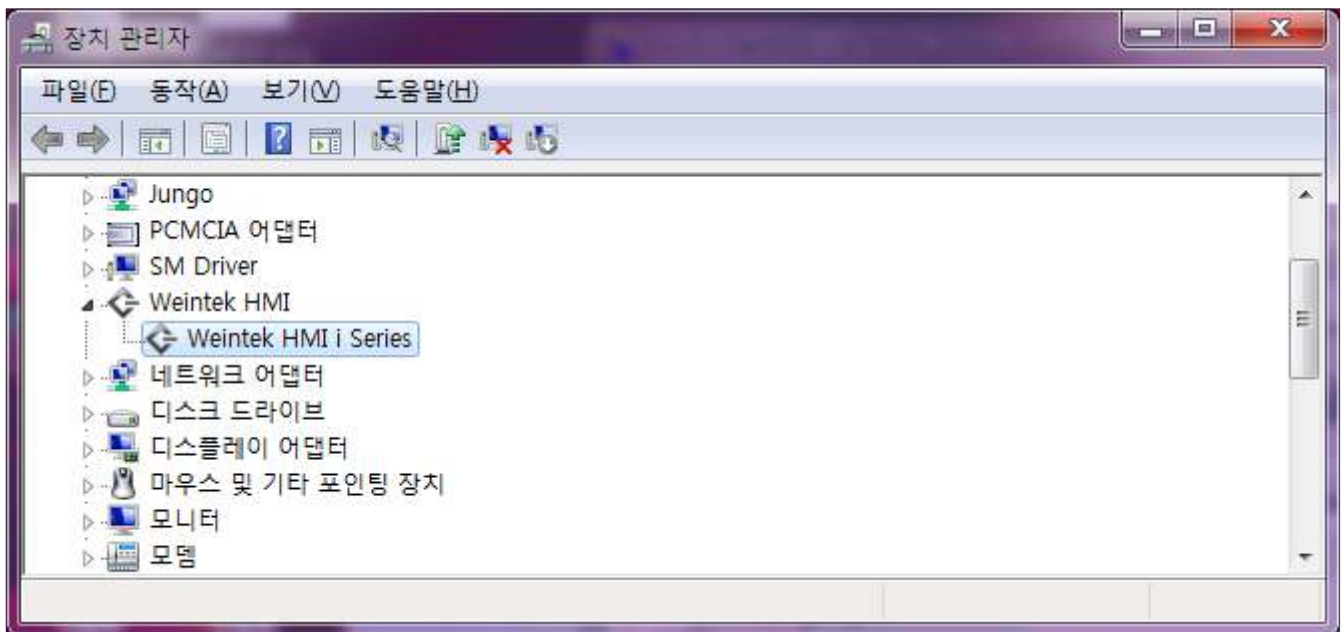 장치 관리자
파일(F) 동작(A) 보기(V) 도움말(H)
Jungo
PCMCIA 어댑터
SM Driver
Weintek HMI
Weintek HMI i Series
네트워크 어댑터
디스크 드라이브
디스플레이 어댑터
마우스 및 기타 포인팅 장치
모니터
모뎀